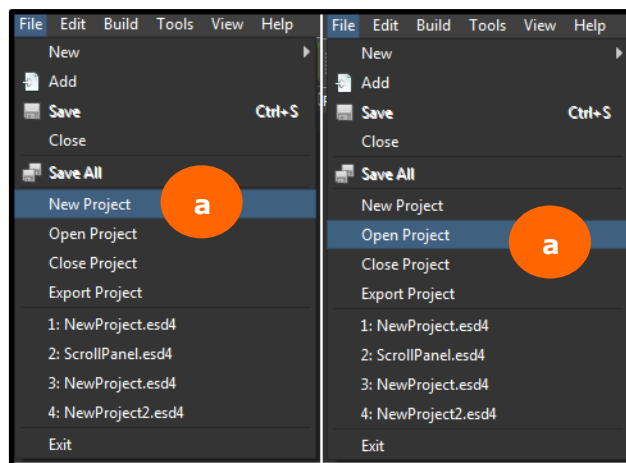 File Edit Build Tools View Help
New
Add
Save Ctrl+S
Close
Save All
New Project a
Open Project
Close Project
Export Project
1: NewProject.esd4
2: ScrollPanel.esd4
3: NewProject.esd4
4: NewProject2.esd4
Exit
File Edit Build Tools View Help
New
Add
Save Ctrl+S
Close
Save All
New Project
Open Project a
Close Project
Export Project
1: NewProject.esd4
2: ScrollPanel.esd4
3: NewProject.esd4
4: NewProject2.esd4
Exit